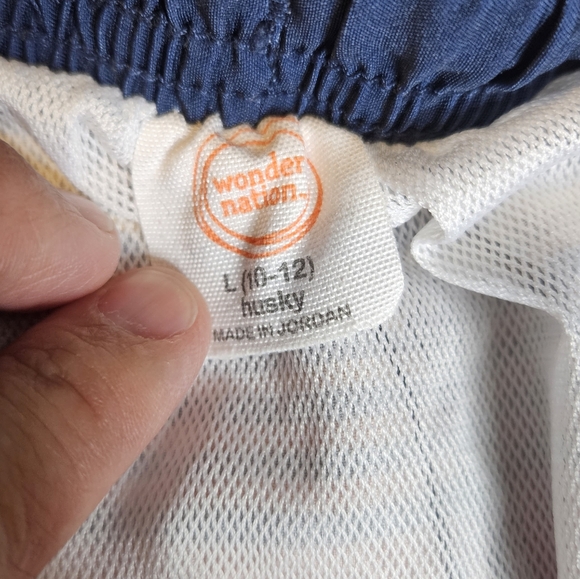 wonder
nation.
L (10-12)
husky
MADE IN JORDAN